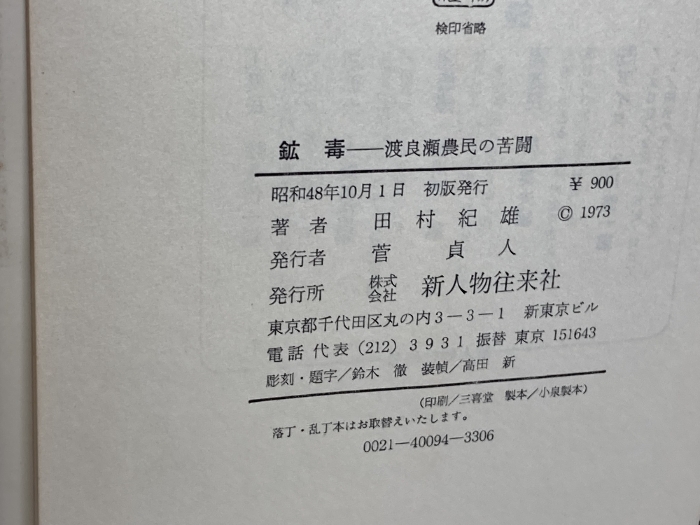 検印省略
鉱毒——渡良瀬農民の苦闘
昭和48年10月1日 初版発行 ¥900
著者 田村紀雄 ©1973
発行者 菅貞人
発行所 株式会社 新人物往来社
東京都千代田区丸の内3−3−1 新東京ビル
電話 代表(212)3931 振替 東京 151643
彫刻・題字/鈴木 徹 装幀/高田 新
(印刷/三喜堂 製本/小泉製本)
落丁・乱丁本はお取替えいたします。
0021—40094—3306